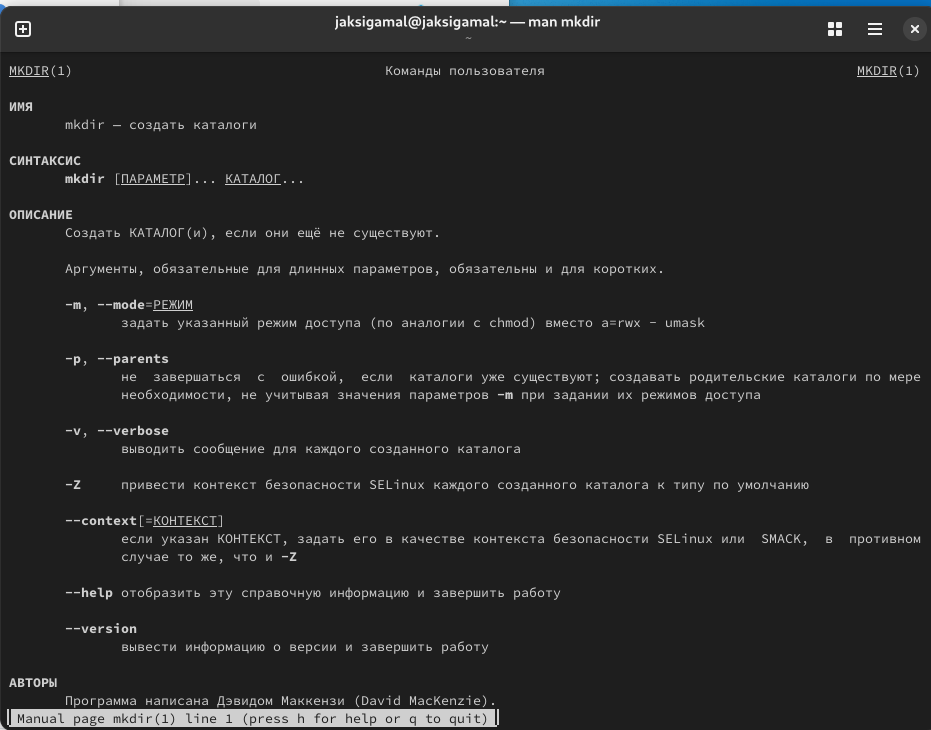 jaksigamal@jaksigamal:~ — man mkdir
~
MKDIR(1) Команды пользователя MKDIR(1)
ИМЯ
mkdir — создать каталоги
СИНТАКСИС
mkdir [ПАРАМЕТР]... КАТАЛОГ...
ОПИСАНИЕ
Создать КАТАЛОГ(и), если они ещё не существуют.
Аргументы, обязательные для длинных параметров, обязательны и для коротких.
-m, --mode=РЕЖИМ
задать указанный режим доступа (по аналогии с chmod) вместо a=rwx - umask
-p, --parents
не завершаться с ошибкой, если каталоги уже существуют; создавать родительские каталоги по мере
необходимости, не учитывая значения параметров -m при задании их режимов доступа
-v, --verbose
выводить сообщение для каждого созданного каталога
-Z привести контекст безопасности SELinux каждого созданного каталога к типу по умолчанию
--context[=КОНТЕКСТ]
если указан КОНТЕКСТ, задать его в качестве контекста безопасности SELinux или SMACK, в противном
случае то же, что и -Z
--help отобразить эту справочную информацию и завершить работу
--version
вывести информацию о версии и завершить работу
АВТОРЫ
Программа написана Дэвидом Маккензи (David MacKenzie).
Manual page mkdir(1) line 1 (press h for help or q to quit)